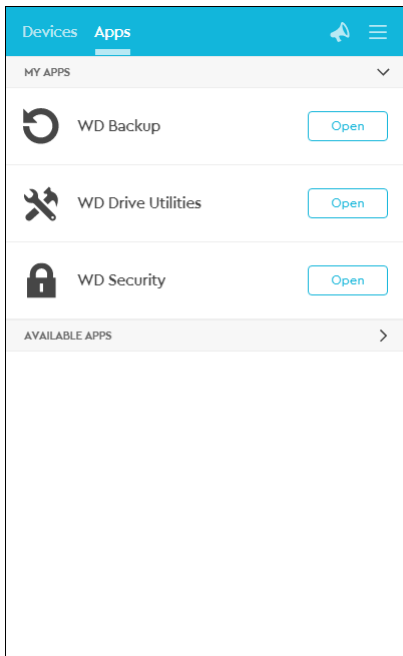 Devices Apps
MY APPS
WD Backup Open
WD Drive Utilities Open
WD Security Open
AVAILABLE APPS